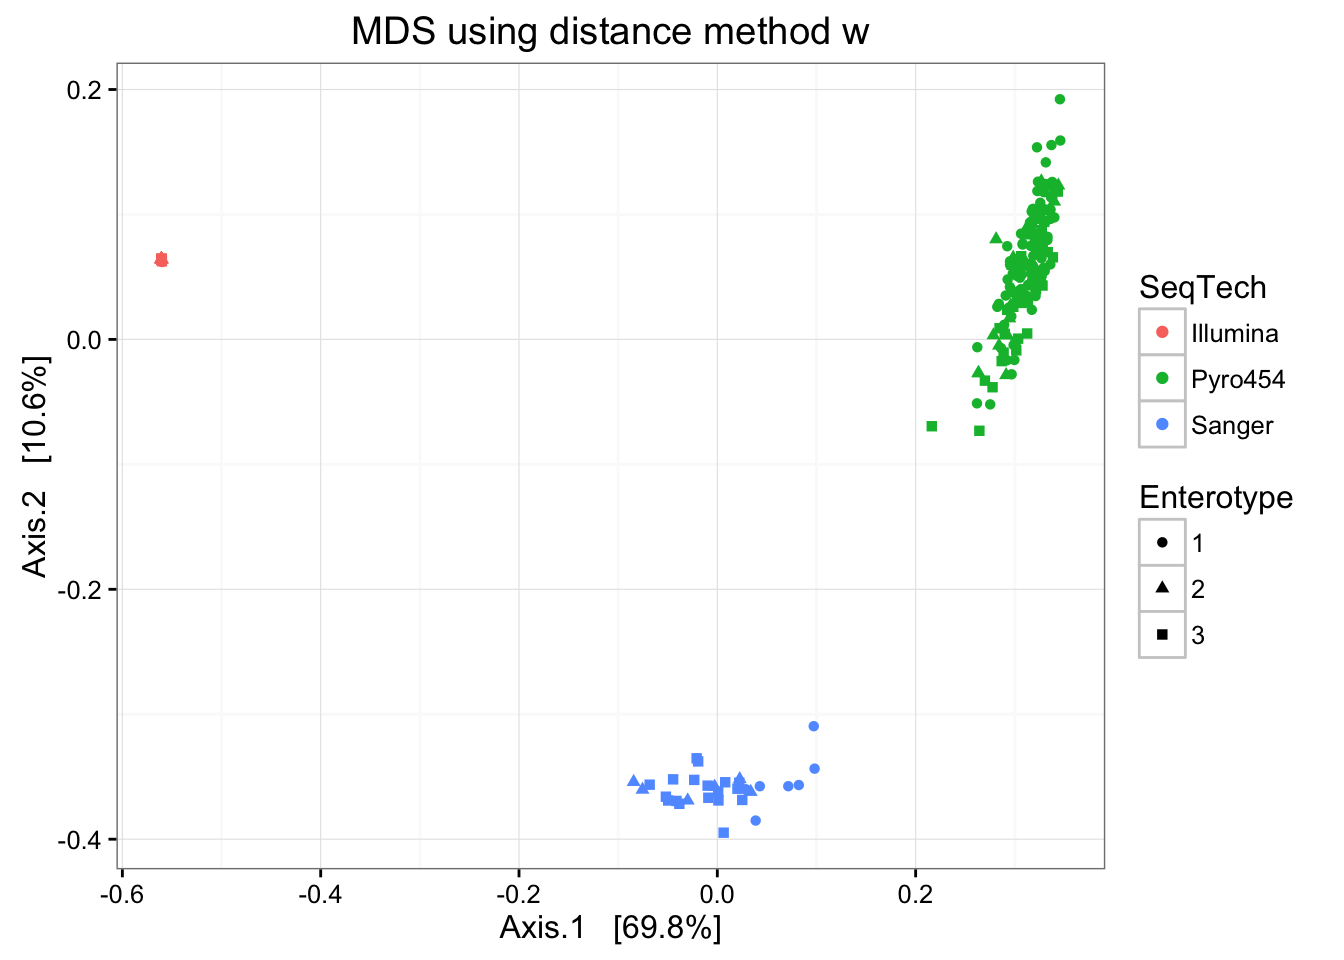 MDS using distance method w
0.2
0.0
-0.2
-0.4
Axis.2 [10.6%]
-0.6 -0.4 -0.2 0.0 0.2
Axis.1 [69.8%]
SeqTech
Illumina
Pyro454
Sanger
Enterotype
1
2
3